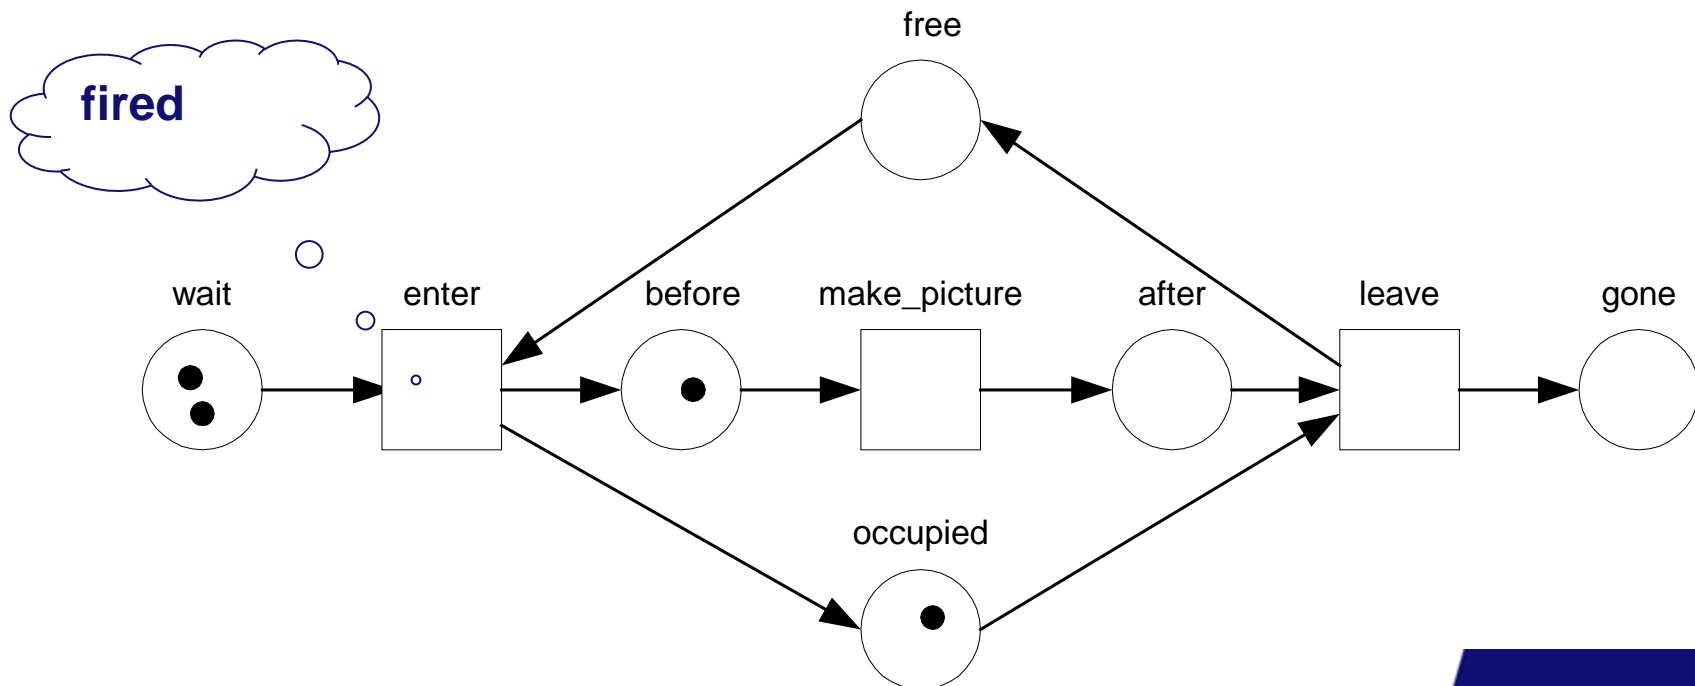 free
fired
wait
enter
before
make_picture
after
leave
gone
occupied